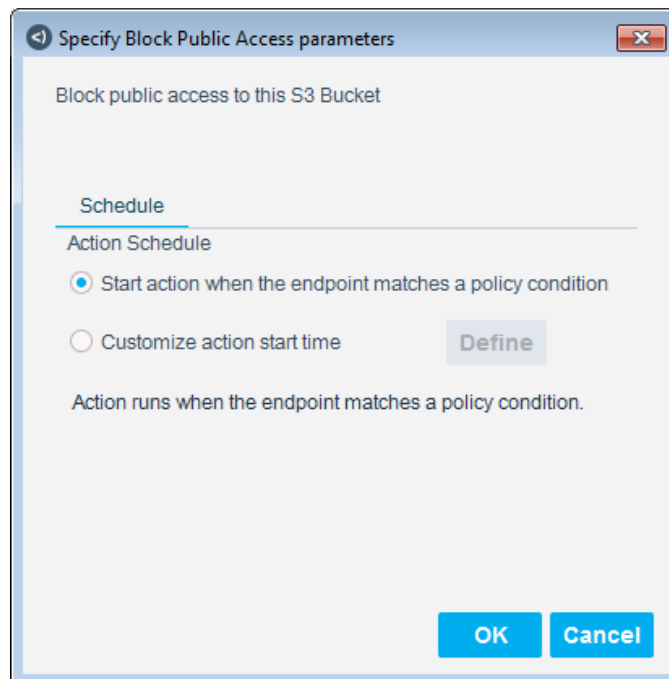 Specify Block Public Access parameters
Block public access to this S3 Bucket
Schedule
Action Schedule
Start action when the endpoint matches a policy condition
Customize action start time
Define
Action runs when the endpoint matches a policy condition.
OK
Cancel